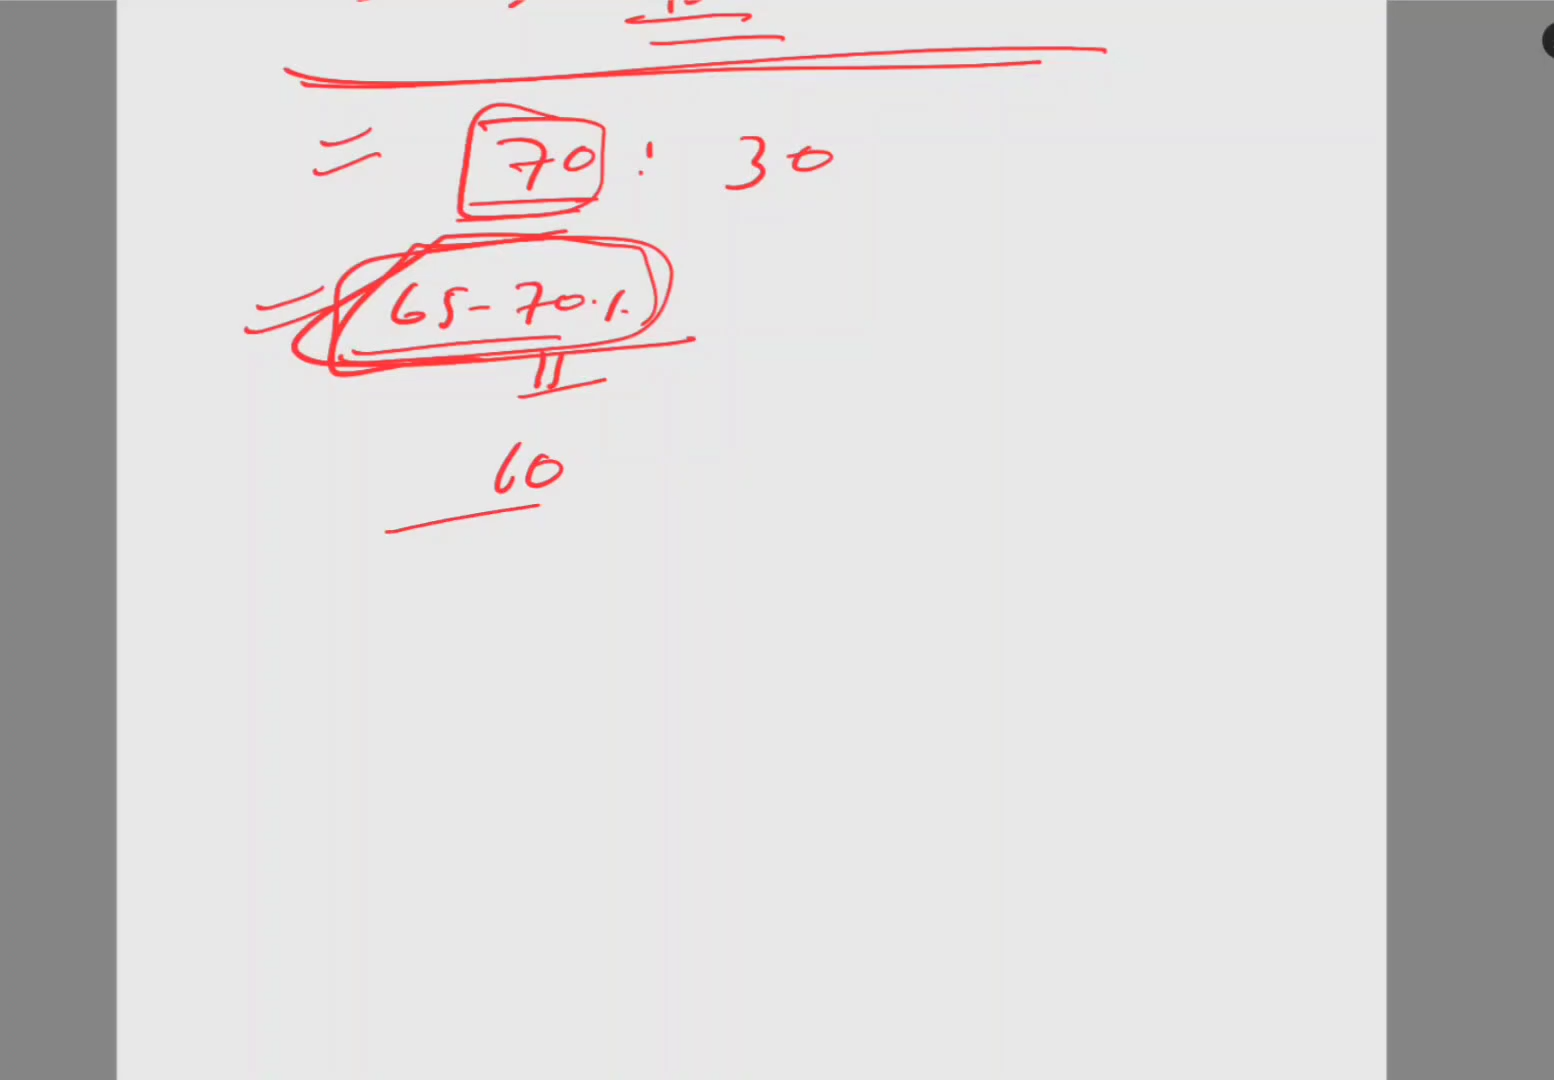 = 70 : 30
= 65 - 70%
60